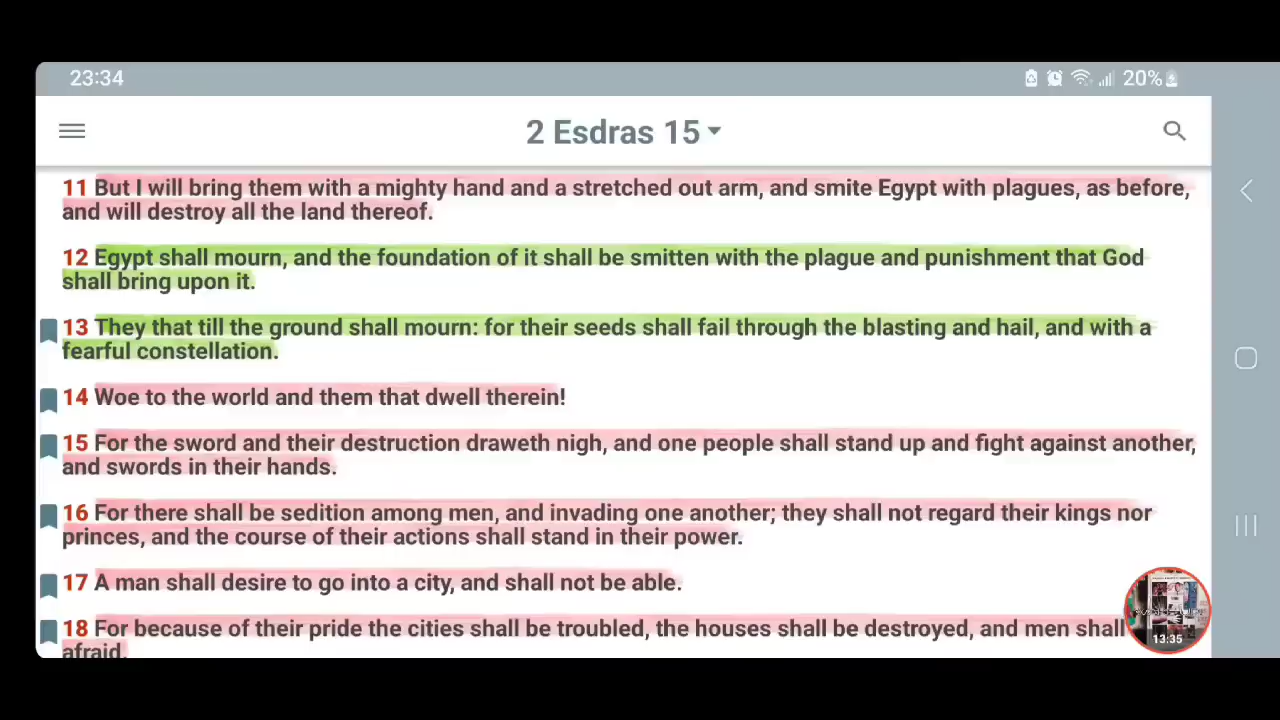 23:34
20%
2 Esdras 15
11 But I will bring them with a mighty hand and a stretched out arm, and smite Egypt with plagues, as before,
and will destroy all the land thereof.
12 Egypt shall mourn, and the foundation of it shall be smitten with the plague and punishment that God
shall bring upon it.
13 They that till the ground shall mourn: for their seeds shall fail through the blasting and hail, and with a
fearful constellation.
14 Woe to the world and them that dwell therein!
15 For the sword and their destruction draweth nigh, and one people shall stand up and fight against another,
and swords in their hands.
16 For there shall be sedition among men, and invading one another; they shall not regard their kings nor
princes, and the course of their actions shall stand in their power.
17 A man shall desire to go into a city, and shall not be able.
18 For because of their pride the cities shall be troubled, the houses shall be destroyed, and men shall
afraid.
13:35